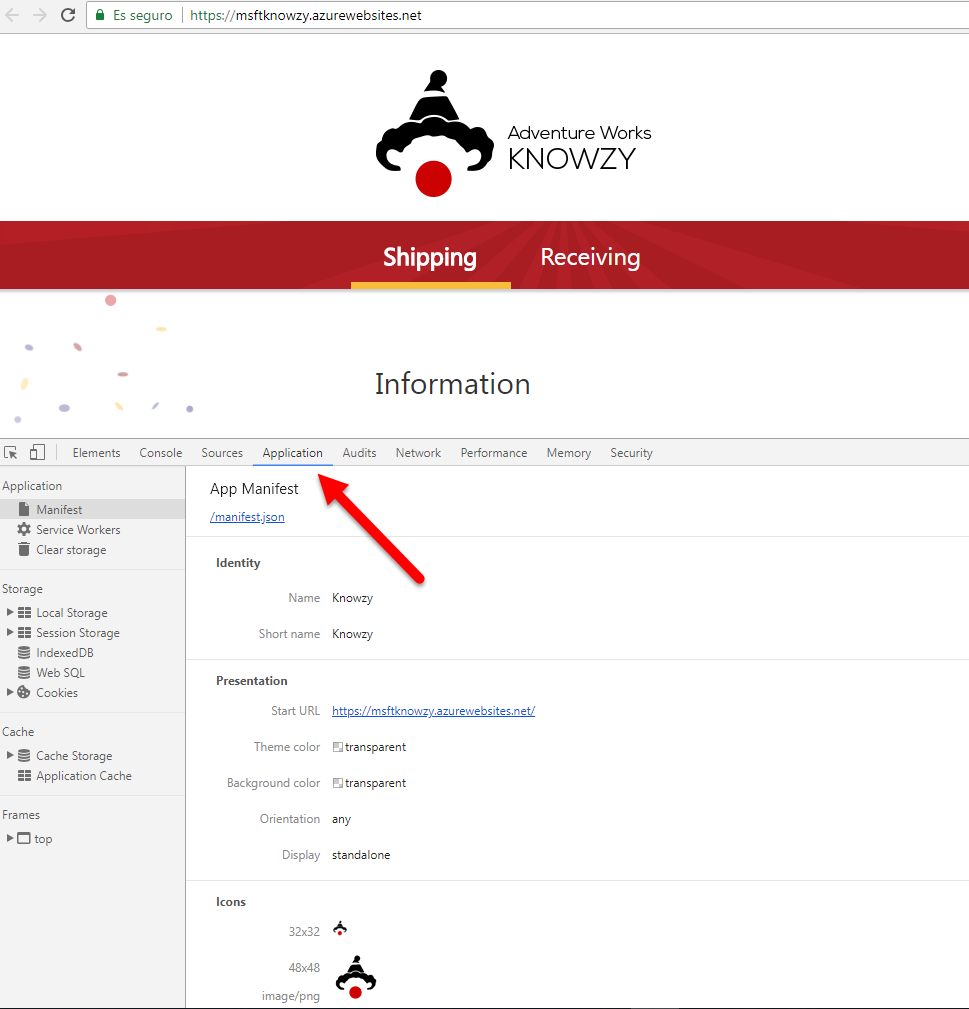 Es seguro https://msftknowzy.azurewebsites.net
Adventure Works
KNOWZY
Shipping Receiving
Information
Elements Console Sources Application Audits Network Performance Memory Security
Application
Manifest
Service Workers
Clear storage
Storage
Local Storage
Session Storage
IndexedDB
Web SQL
Cookies
Cache
Cache Storage
Application Cache
Frames
top
App Manifest
/manifest.json
Identity
Name Knowzy
Short name Knowzy
Presentation
Start URL https://msftknowzy.azurewebsites.net/
Theme color transparent
Background color transparent
Orientation any
Display standalone
Icons
32x32
48x48
image/png